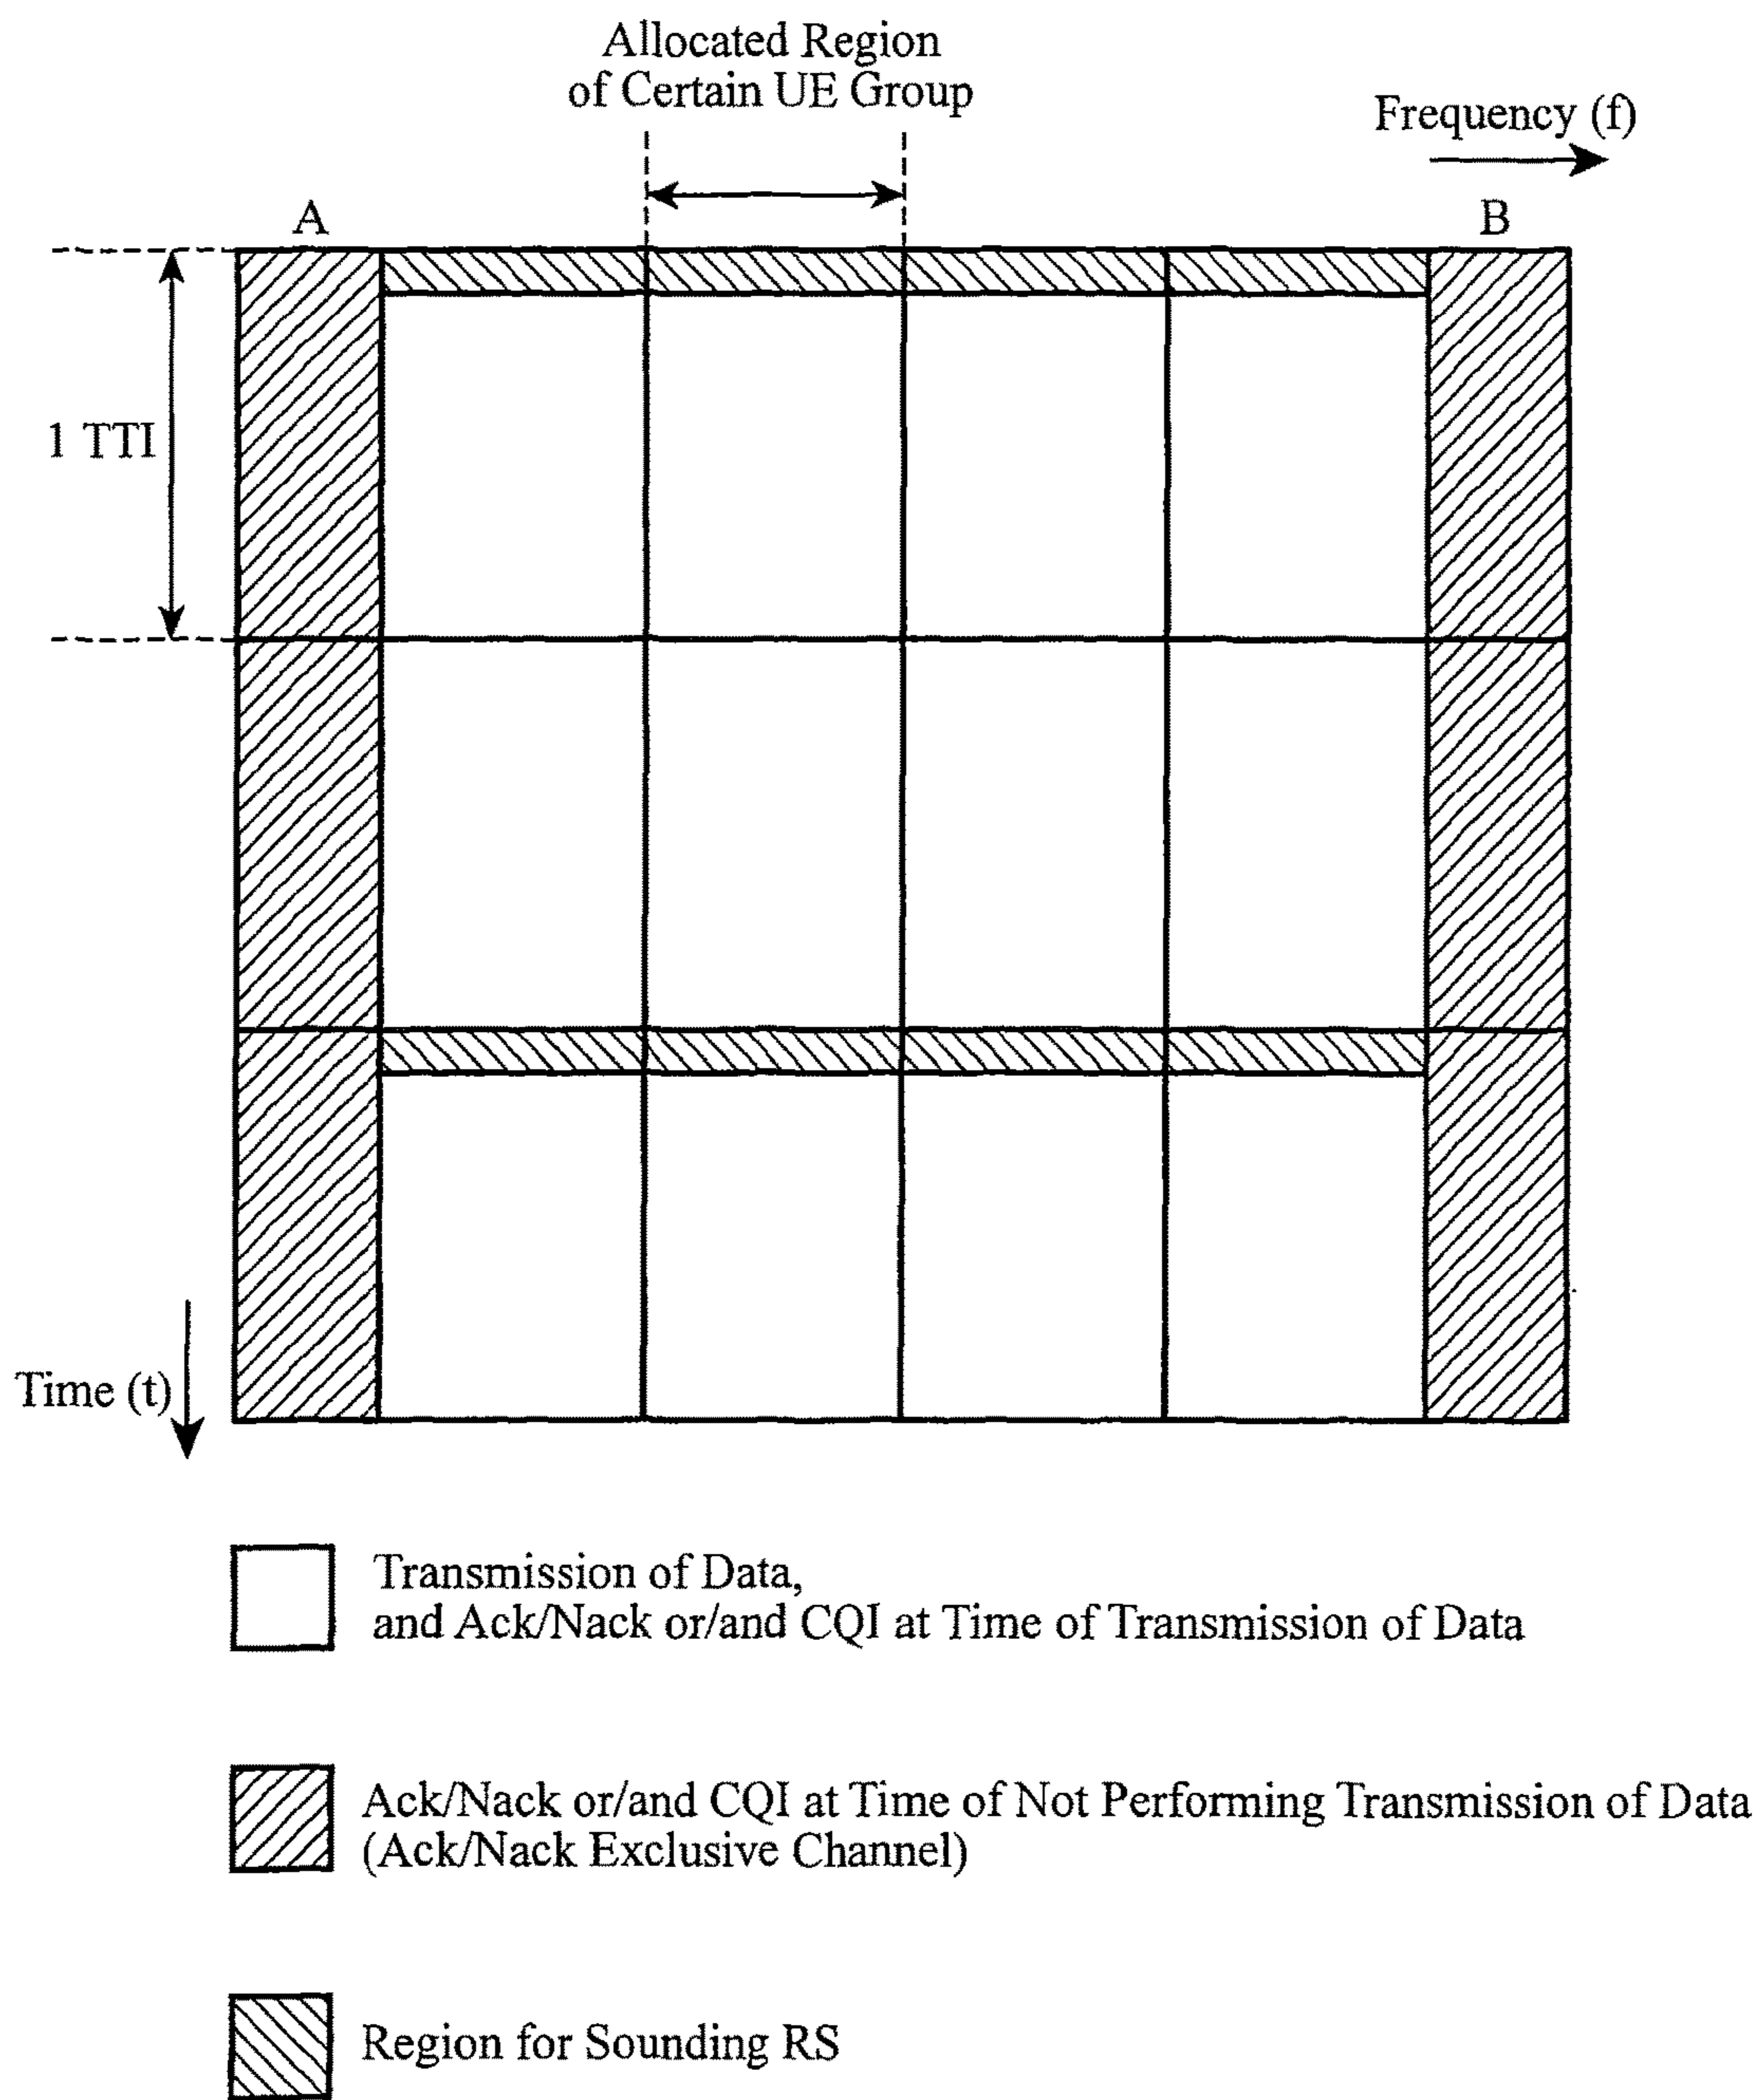 Allocated Region
of Certain UE Group
Frequency (f)
A
B
1 TTI
Time (t)
Transmission of Data,
and Ack/Nack or/and CQI at Time of Transmission of Data
Ack/Nack or/and CQI at Time of Not Performing Transmission of Data
(Ack/Nack Exclusive Channel)
Region for Sounding RS